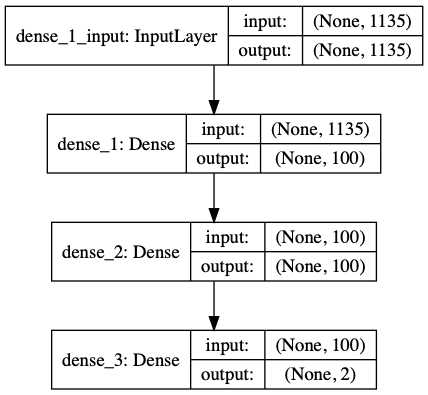 dense_1_input: InputLayer
input: (None, 1135)
output: (None, 1135)
dense_1: Dense
input: (None, 1135)
output: (None, 100)
dense_2: Dense
input: (None, 100)
output: (None, 100)
dense_3: Dense
input: (None, 100)
output: (None, 2)